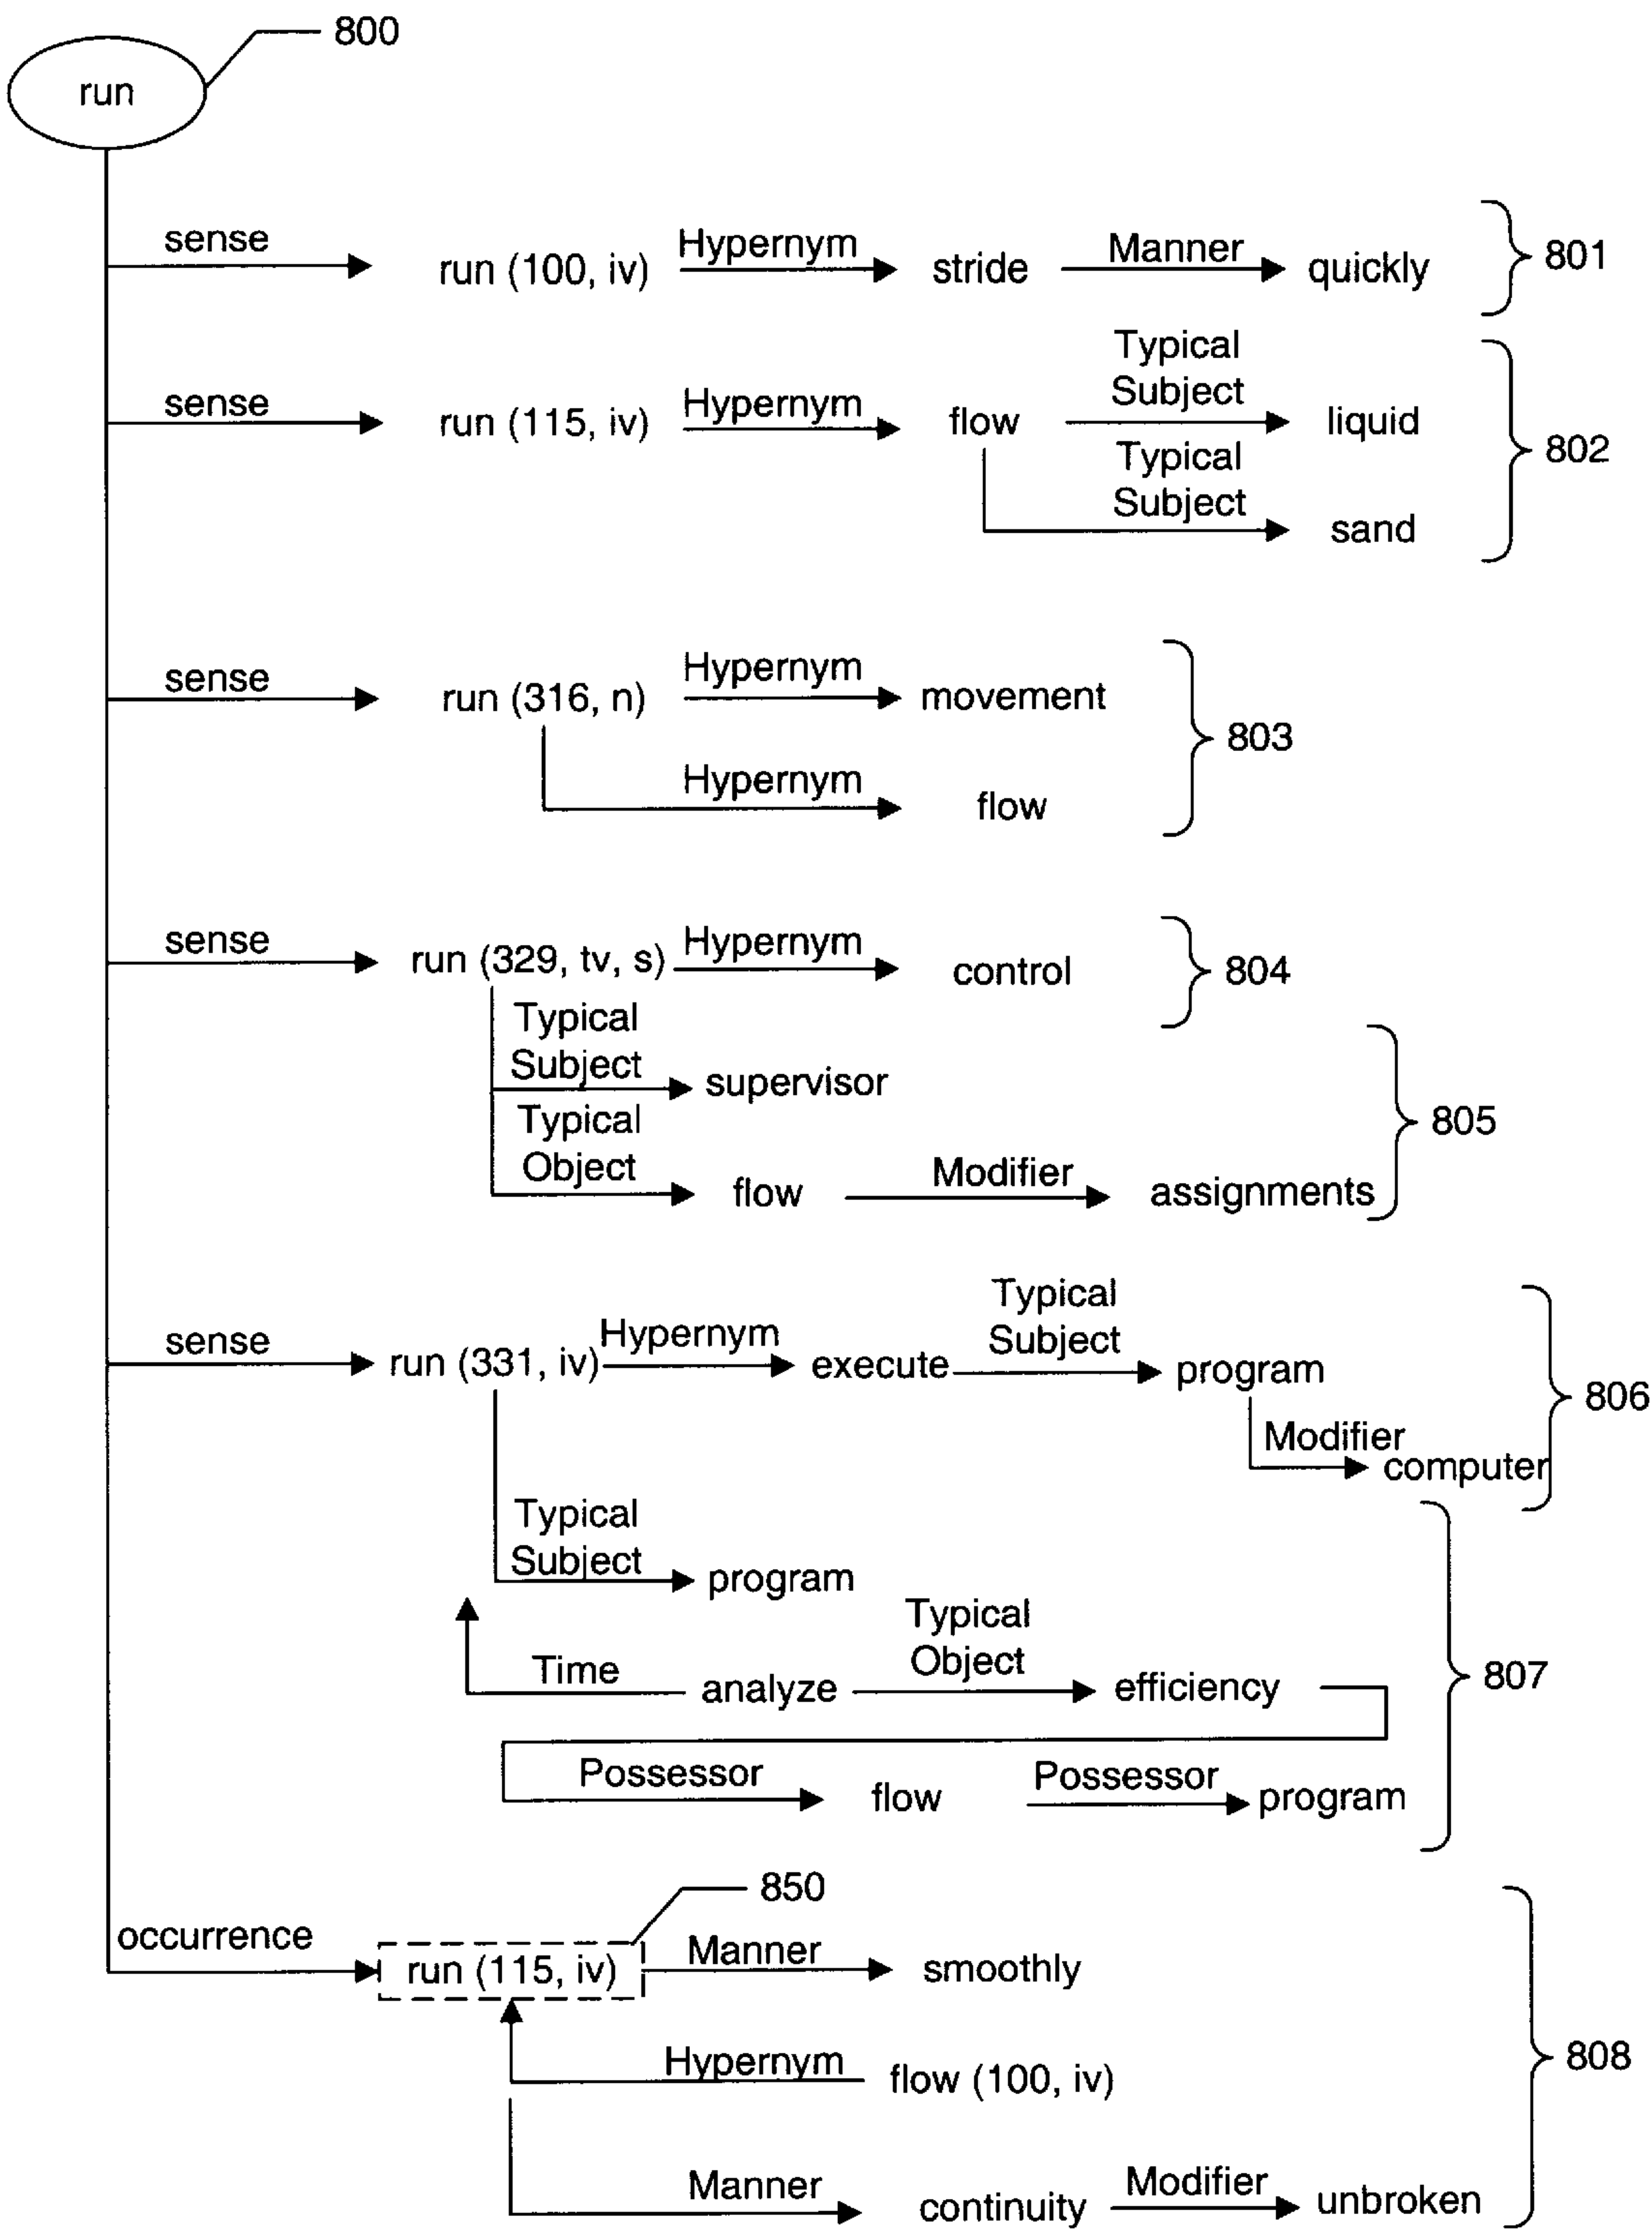 800
run
sense run (100, iv) Hypernym stride Manner quickly 801
Typical
Subject
sense run (115, iv) Hypernym flow liquid 802
Typical
Subject
sand
sense run (316, n) Hypernym movement
803
Hypernym flow
sense run (329, tv, s) Hypernym control 804
Typical
Subject
supervisor
805
Typical
Object
flow Modifier assignments
Typical
Subject
sense run (331, iv) Hypernym execute program
806
Modifier
computer
Typical
Subject
program
Typical
Object
Time analyze efficiency 807
Possessor flow Possessor program
850
occurrence run (115, iv) Manner smoothly
808
Hypernym flow (100, iv)
Manner continuity Modifier unbroken